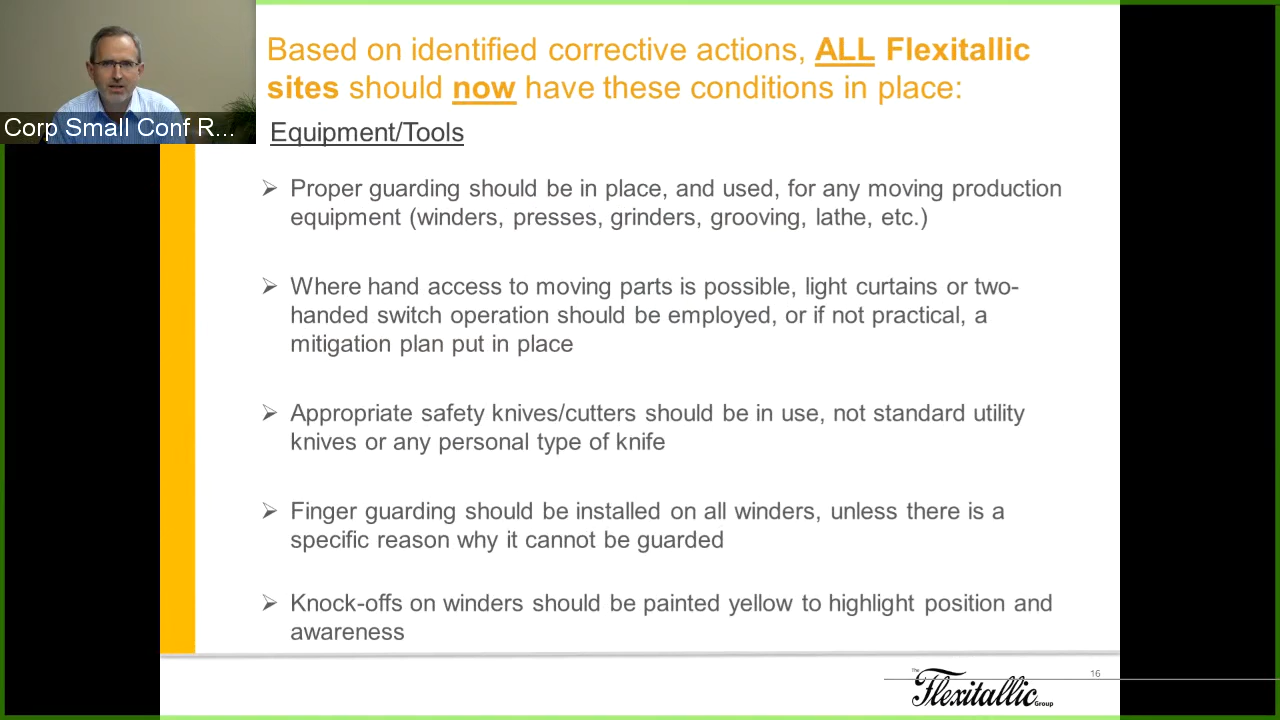 Based on identified corrective actions, ALL Flexitallic
sites should now have these conditions in place:
Corp Small Conf R...
Equipment/Tools
Proper guarding should be in place, and used, for any moving production
equipment (winders, presses, grinders, grooving, lathe, etc.)
Where hand access to moving parts is possible, light curtains or two-
handed switch operation should be employed, or if not practical, a
mitigation plan put in place
Appropriate safety knives/cutters should be in use, not standard utility
knives or any personal type of knife
Finger guarding should be installed on all winders, unless there is a
specific reason why it cannot be guarded
Knock-offs on winders should be painted yellow to highlight position and
awareness
The
Flexitallic
Group
16